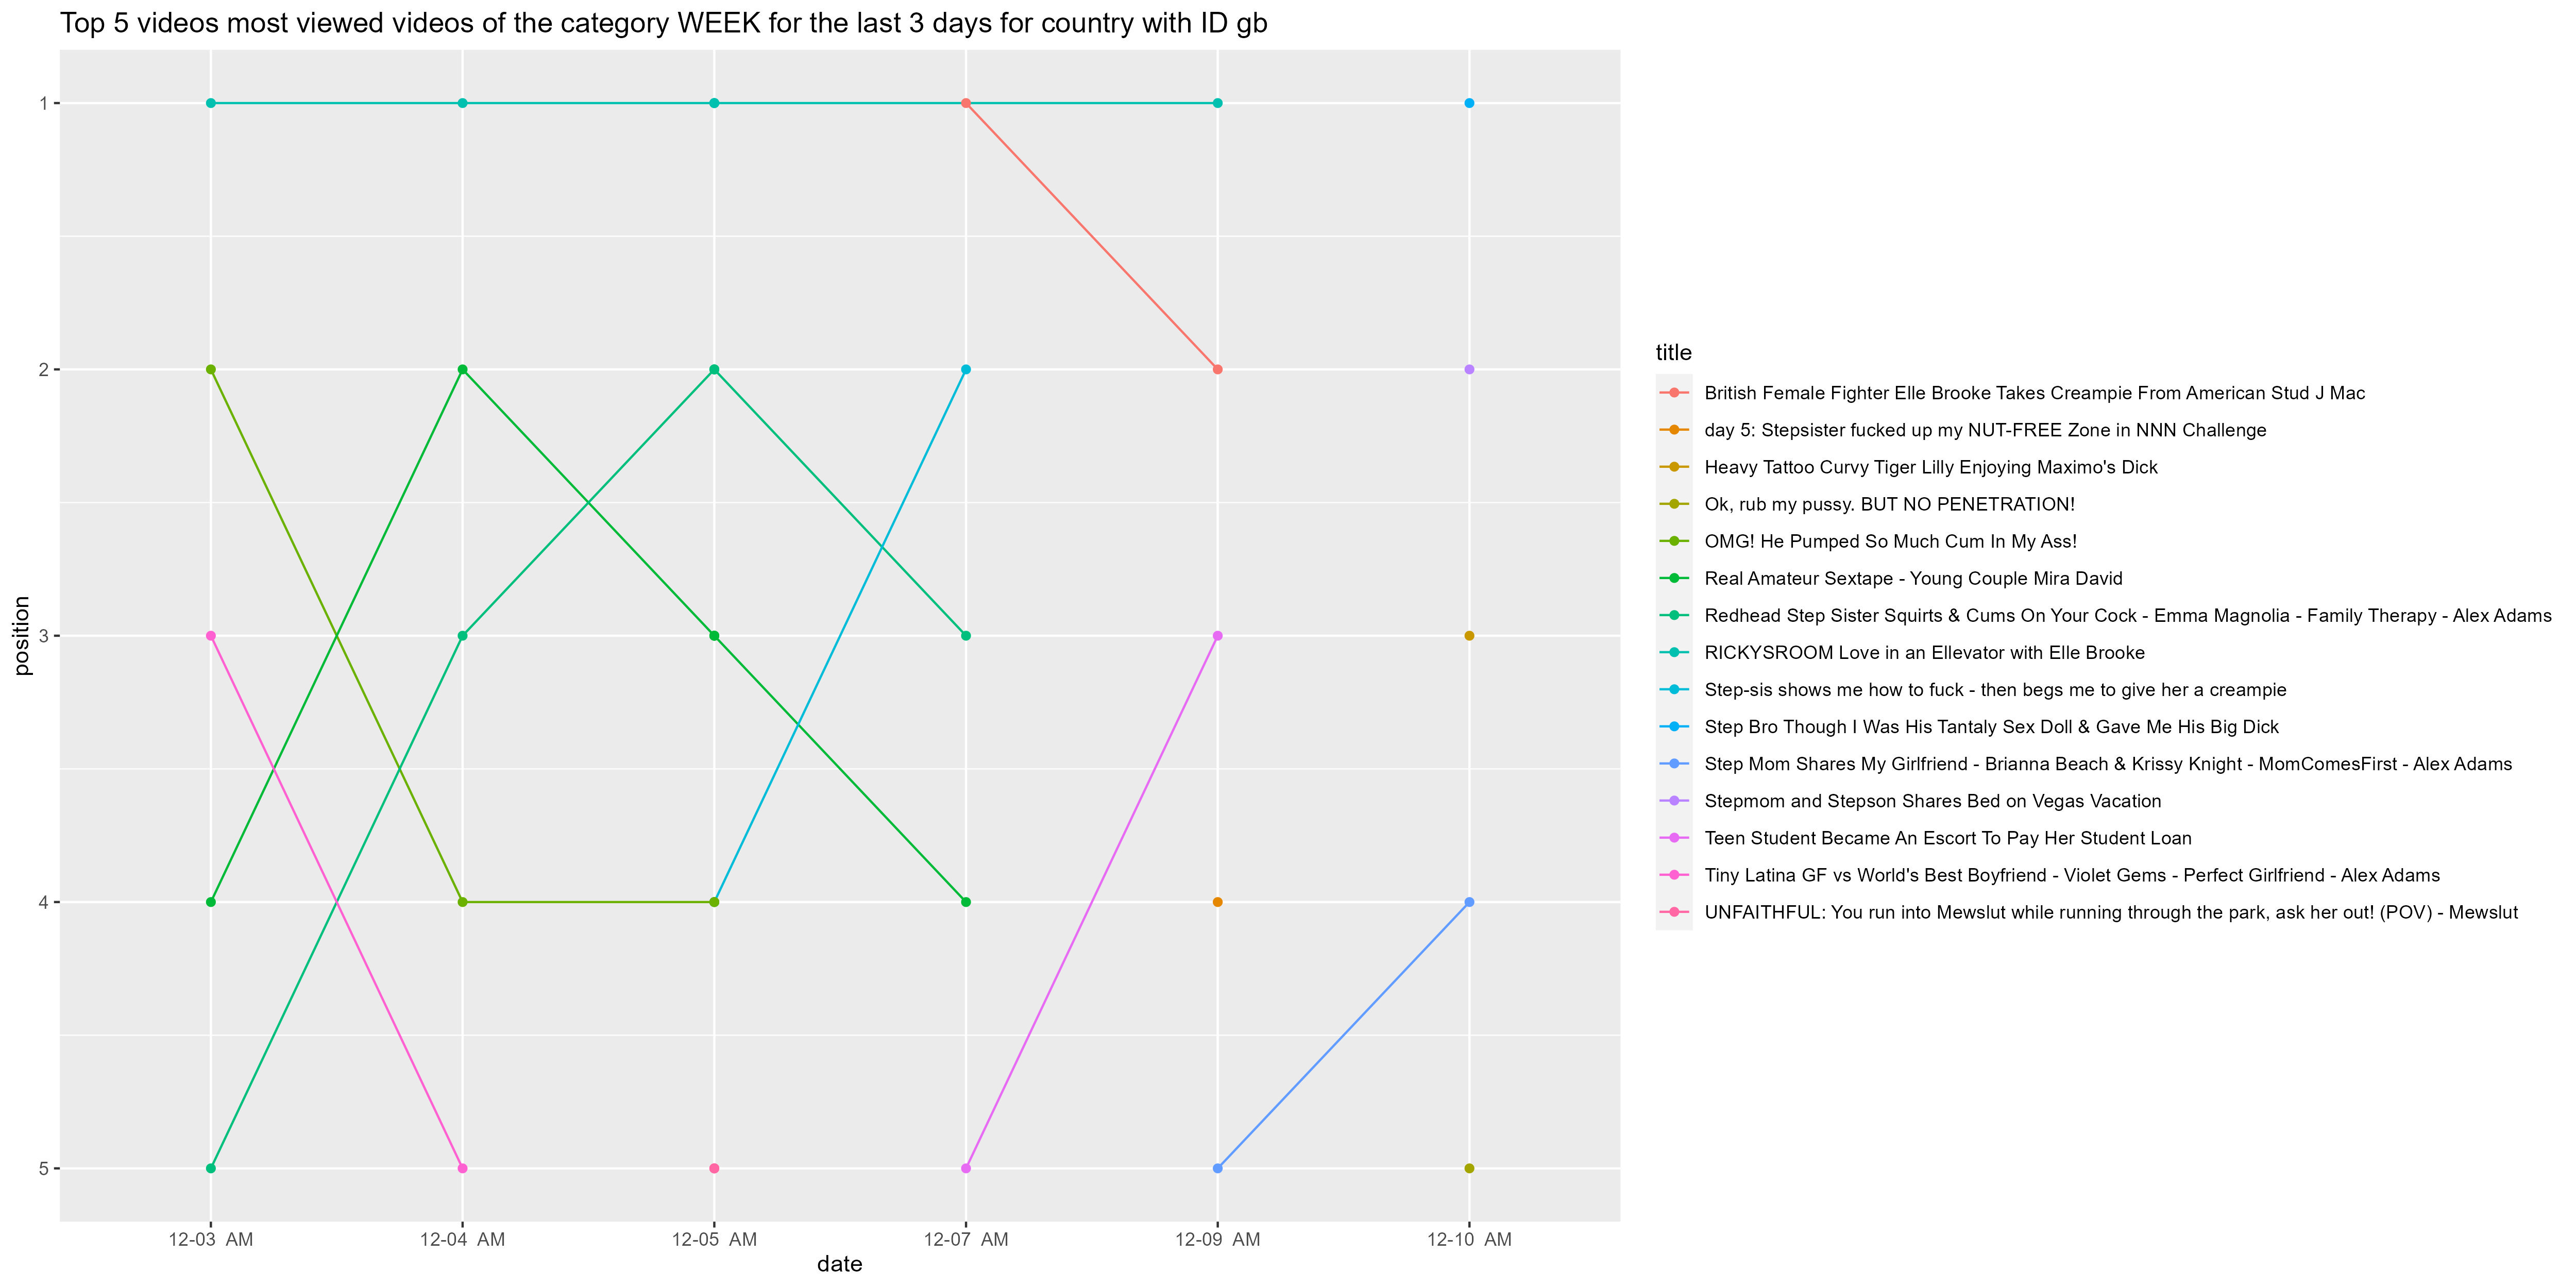 Top 5 videos most viewed videos of the category WEEK for the last 3 days for country with ID gb
1
2
3
4
5
position
12-03 AM
12-04 AM
12-05 AM
12-07 AM
12-09 AM
12-10 AM
date
title
British Female Fighter Elle Brooke Takes Creampie From American Stud J Mac
day 5: Stepsister fucked up my NUT-FREE Zone in NNN Challenge
Heavy Tattoo Curvy Tiger Lilly Enjoying Maximo's Dick
Ok, rub my pussy. BUT NO PENETRATION!
OMG! He Pumped So Much Cum In My Ass!
Real Amateur Sextape - Young Couple Mira David
Redhead Step Sister Squirts & Cums On Your Cock - Emma Magnolia - Family Therapy - Alex Adams
RICKYSROOM Love in an Ellevator with Elle Brooke
Step-sis shows me how to fuck - then begs me to give her a creampie
Step Bro Though I Was His Tantaly Sex Doll & Gave Me His Big Dick
Step Mom Shares My Girlfriend - Brianna Beach & Krissy Knight - MomComesFirst - Alex Adams
Stepmom and Stepson Shares Bed on Vegas Vacation
Teen Student Became An Escort To Pay Her Student Loan
Tiny Latina GF vs World's Best Boyfriend - Violet Gems - Perfect Girlfriend - Alex Adams
UNFAITHFUL: You run into Mewslut while running through the park, ask her out! (POV) - Mewslut